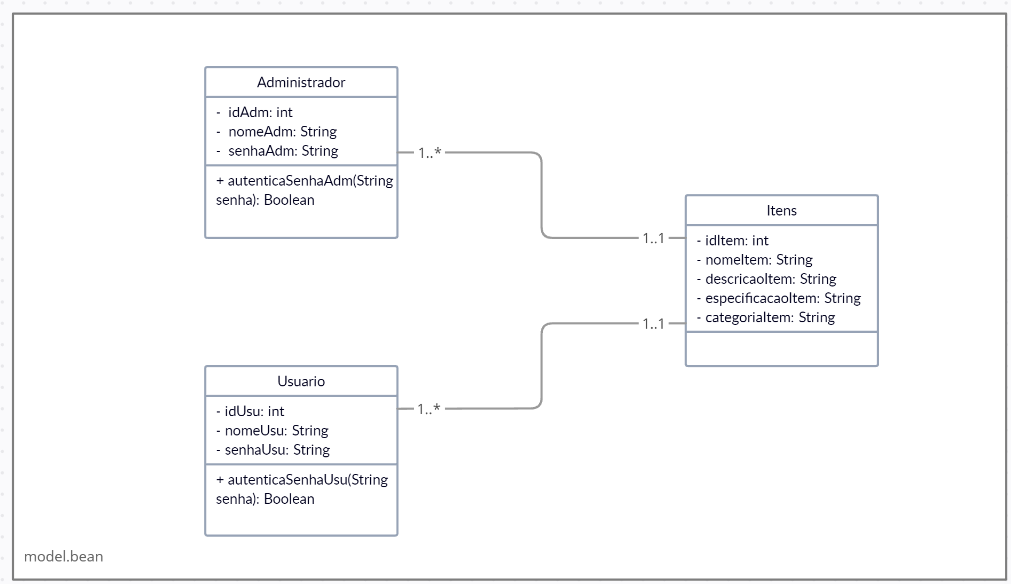 Administrador
- idAdm: int
- nomeAdm: String
- senhaAdm: String
+ autenticaSenhaAdm(String
senha): Boolean
1..*
1..1
Itens
- idItem: int
- nomeItem: String
- descricaoItem: String
- especificacaoItem: String
- categoriaItem: String
1..1
1..*
Usuario
- idUsu: int
- nomeUsu: String
- senhaUsu: String
+ autenticaSenhaUsu(String
senha): Boolean
model.bean